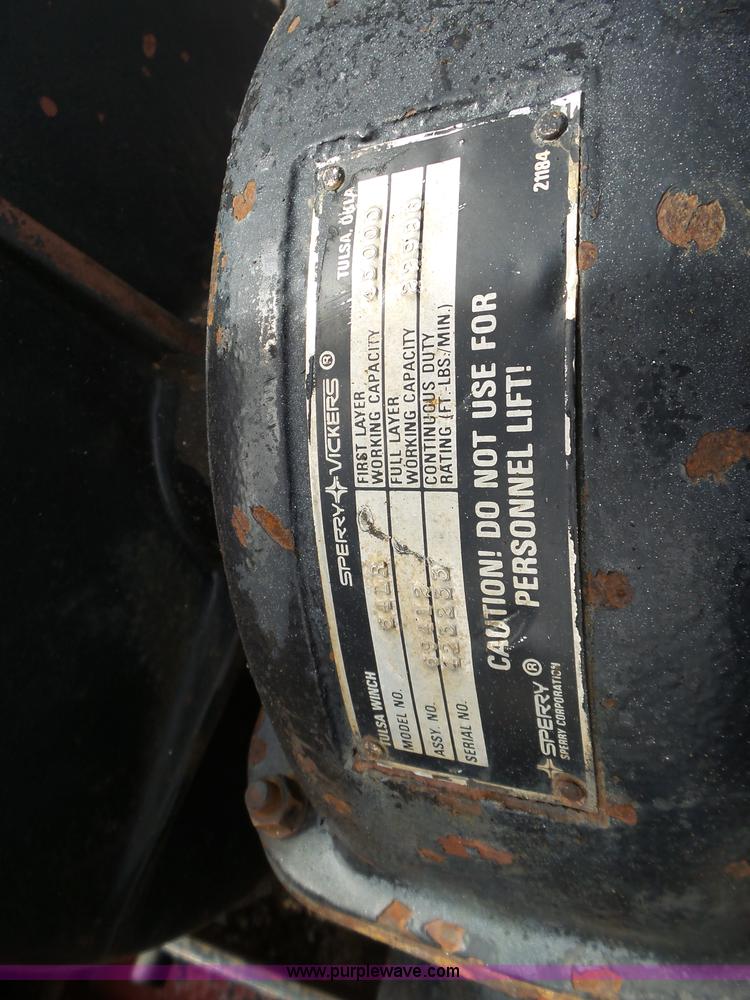 SPERRY VICKERS ®
TULSA, OKLA
TULSA WINCH
MODEL NO.
ASSY. NO.
SERIAL NO. 223253
FIRST LAYER
WORKING CAPACITY
FULL LAYER
WORKING CAPACITY
CONTINUOUS DUTY
RATING (FT.-LBS./MIN.)
CAUTION! DO NOT USE FOR
PERSONNEL LIFT!
SPERRY ®
SPERRY CORPORATION
21184
www.purplewave.com